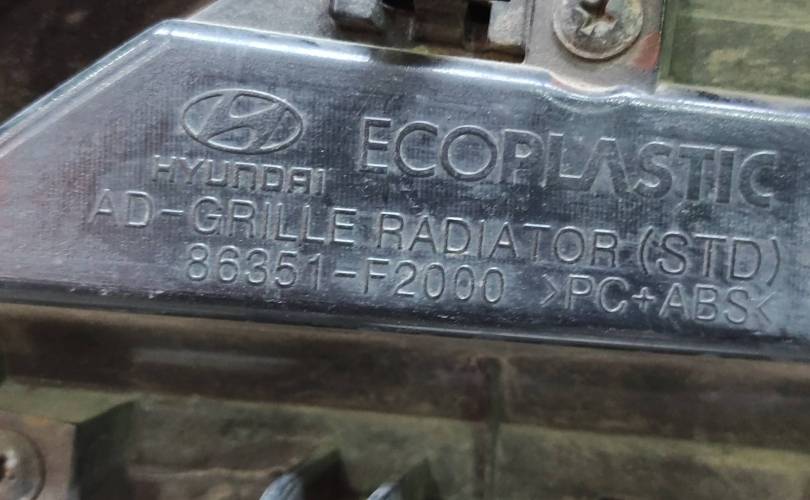 HYUNDAI ECOPLASTIC
AD-GRILLE RADIATOR (STD)
86351-F2000 >PC+ABS<